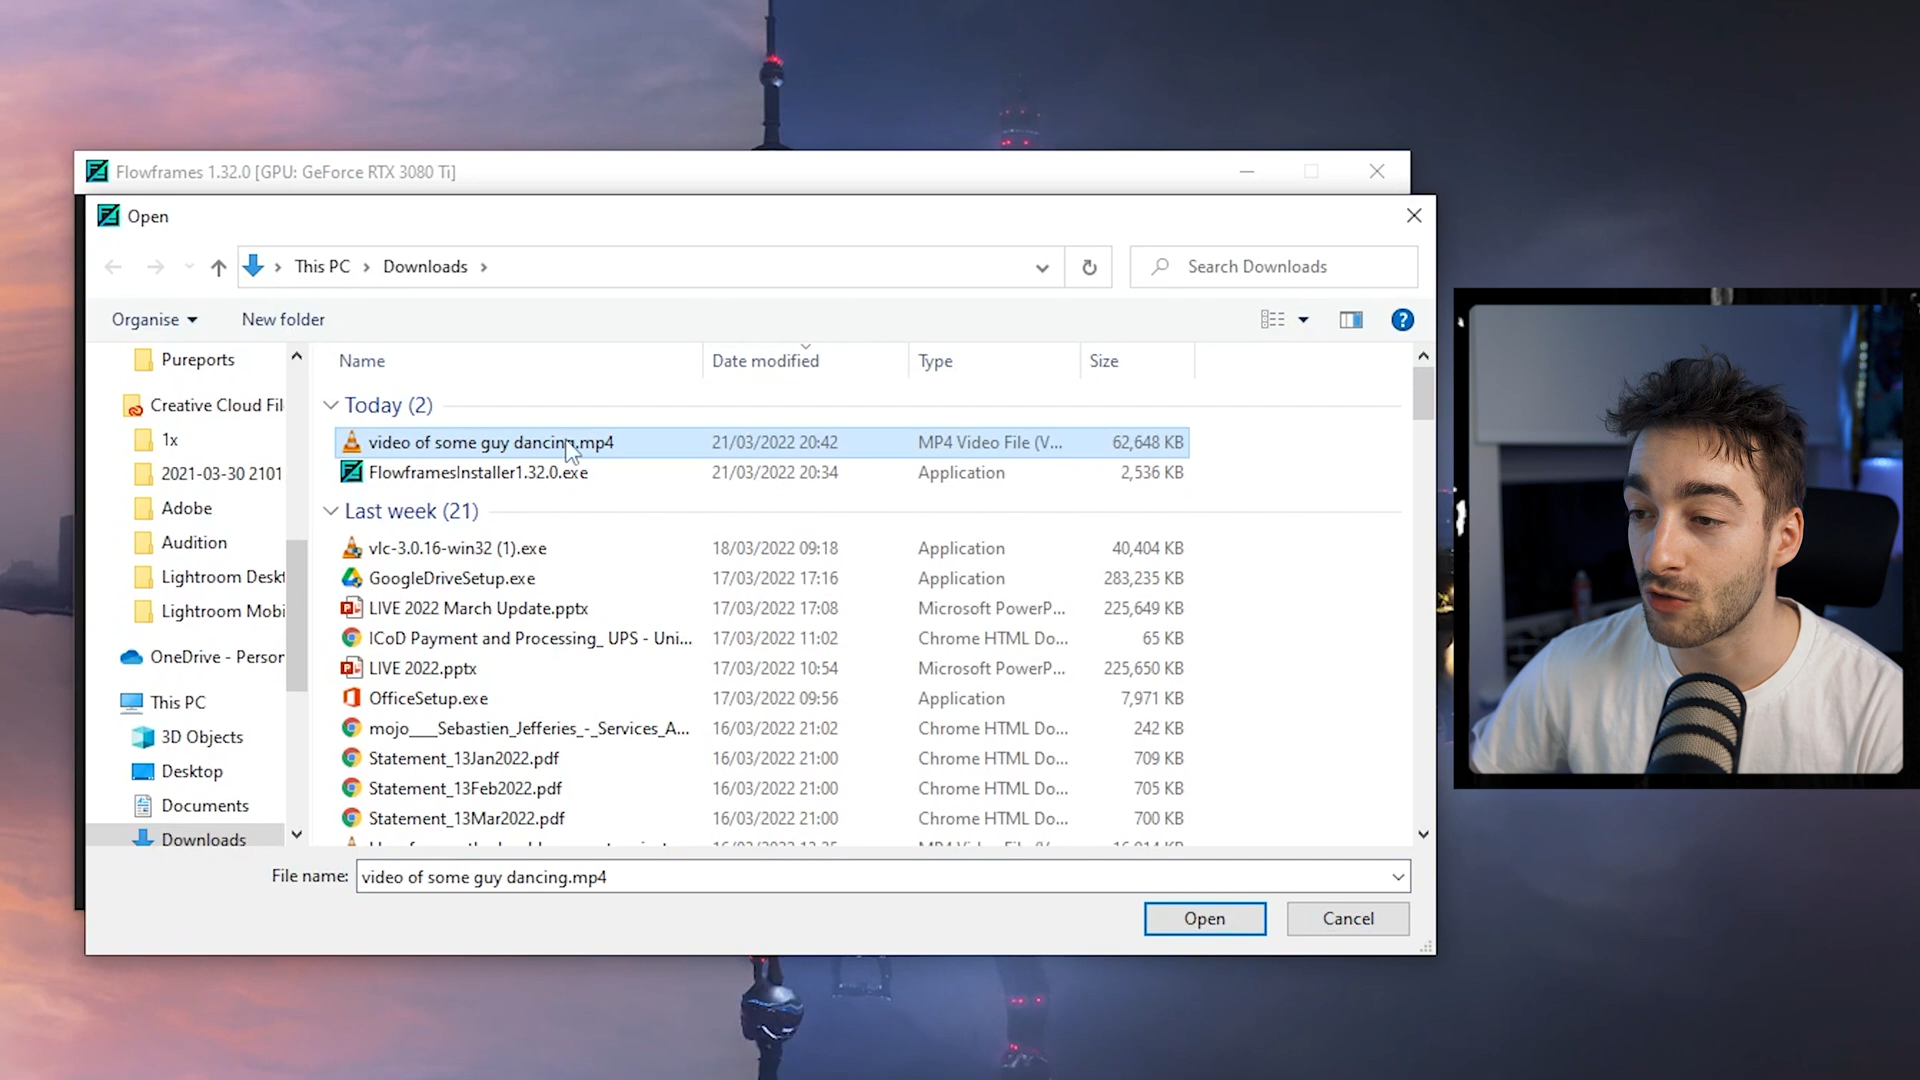 Flowframes 1.32.0 [GPU: GeForce RTX 3080 Ti]
Open
This PC > Downloads >
Search Downloads
Organise
New folder
Name
Date modified
Type
Size
Pureports
Creative Cloud Fil
1x
2021-03-30 2101
Adobe
Audition
Lightroom Deskt
Lightroom Mobi
OneDrive - Person
This PC
3D Objects
Desktop
Documents
Downloads
Today (2)
video of some guy dancing.mp4 21/03/2022 20:42 MP4 Video File (V... 62,648 KB
FlowframesInstaller1.32.0.exe 21/03/2022 20:34 Application 2,536 KB
Last week (21)
vlc-3.0.16-win32 (1).exe 18/03/2022 09:18 Application 40,404 KB
GoogleDriveSetup.exe 17/03/2022 17:16 Application 283,235 KB
LIVE 2022 March Update.pptx 17/03/2022 17:08 Microsoft PowerP... 225,649 KB
ICoD Payment and Processing_ UPS - Uni... 17/03/2022 11:02 Chrome HTML Do... 65 KB
LIVE 2022.pptx 17/03/2022 10:54 Microsoft PowerP... 225,650 KB
OfficeSetup.exe 17/03/2022 09:56 Application 7,971 KB
mojo___Sebastien_Jefferies_-_Services_A... 16/03/2022 21:02 Chrome HTML Do... 242 KB
Statement_13Jan2022.pdf 16/03/2022 21:00 Chrome HTML Do... 709 KB
Statement_13Feb2022.pdf 16/03/2022 21:00 Chrome HTML Do... 705 KB
Statement_13Mar2022.pdf 16/03/2022 21:00 Chrome HTML Do... 700 KB
File name: video of some guy dancing.mp4
Open
Cancel